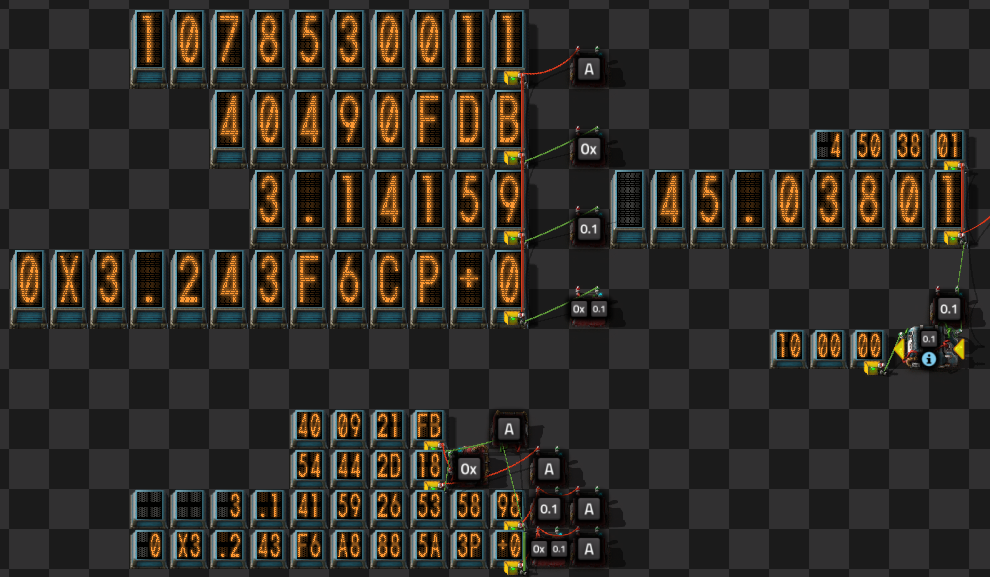 1078530011 A
40490FDB 0x
4 50 38 01
3.14159 0.1
45.03801
0X3.243F6CP+0 0x 0.1
0.1
10 00 00 0.1 i
40 09 21 FB A
54 44 2D 18 0x A
3 .1 41 59 26 53 58 98 0.1 A
0 X3 .2 43 F6 A8 88 5A 3P +0 0x 0.1 A